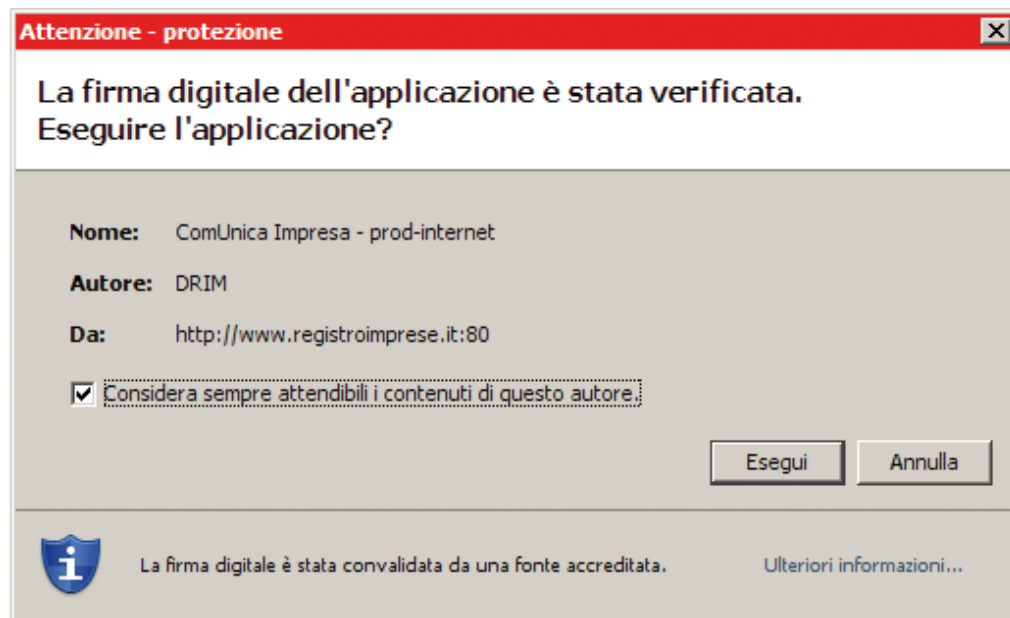 Attenzione - protezione
La firma digitale dell'applicazione è stata verificata.
Eseguire l'applicazione?
Nome: ComUnica Impresa - prod-internet
Autore: DRIM
Da: http://www.registroimprese.it:80
Considera sempre attendibili i contenuti di questo autore.
Esegui Annulla
La firma digitale è stata convalidata da una fonte accreditata. Ulteriori informazioni...